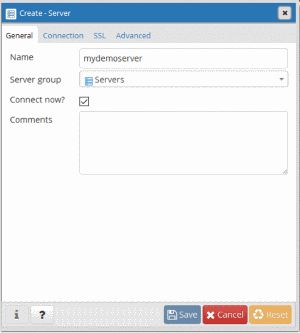 Create - Server
General Connection SSL Advanced
Name mydemoserver
Server group Servers
Connect now?
Comments
i ? Save Cancel Reset